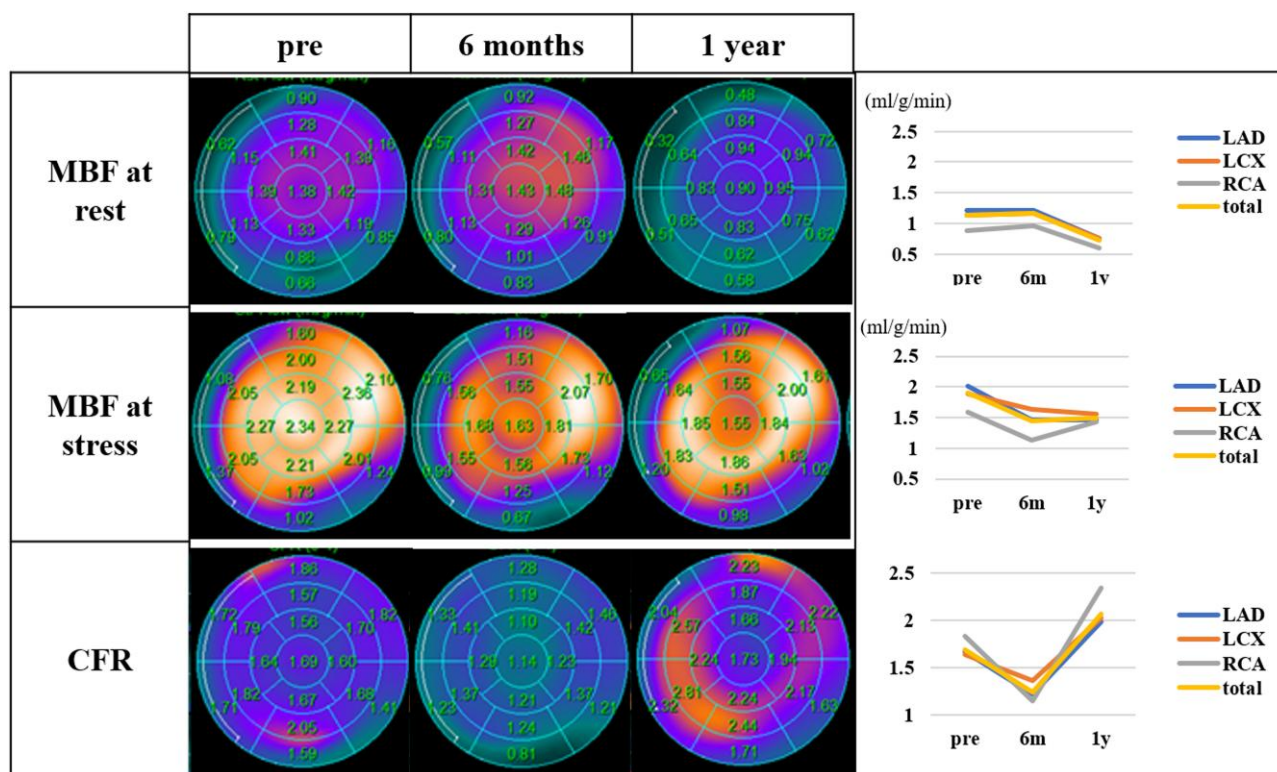 pre 6 months 1 year
MBF at rest
0.90
0.62 1.28 1.16
1.15 1.41 1.39
1.39 1.38 1.42
1.13 1.33 1.19
0.79 0.86 0.85
0.66
0.92
0.57 1.27 1.17
1.11 1.42 1.46
1.31 1.43 1.48
1.13 1.29 1.26
0.80 1.01 0.91
0.83
0.48
0.32 0.84 0.72
0.64 0.94 0.94
0.83 0.90 0.95
0.65 0.83 0.75
0.51 0.62 0.62
0.58
(ml/g/min)
2.5
2
1.5
1
0.5
pre 6m 1y
LAD
LCX
RCA
total
MBF at stress
1.60
1.08 2.00 2.10
2.05 2.19 2.36
2.27 2.34 2.27
2.05 2.21 2.01
1.37 1.73 1.24
1.02
1.16
0.76 1.51 1.70
1.56 1.55 2.07
1.68 1.63 1.81
1.55 1.56 1.73
0.99 1.25 1.12
0.67
1.07
0.65 1.56 1.61
1.64 1.55 2.00
1.85 1.55 1.84
1.83 1.86 1.63
1.20 1.51 1.02
0.98
(ml/g/min)
2.5
2
1.5
1
0.5
pre 6m 1y
LAD
LCX
RCA
total
CFR
1.86
1.72 1.57 1.82
1.79 1.56 1.70
1.64 1.69 1.60
1.82 1.67 1.68
1.71 2.05 1.41
1.59
1.28
1.33 1.19 1.46
1.41 1.10 1.42
1.29 1.14 1.23
1.37 1.21 1.37
1.23 1.24 1.21
0.81
2.23
2.04 1.87 2.22
2.57 1.66 2.13
2.24 1.73 1.94
2.81 2.24 2.17
2.32 2.44 1.63
1.71
2.5
2
1.5
1
pre 6m 1y
LAD
LCX
RCA
total